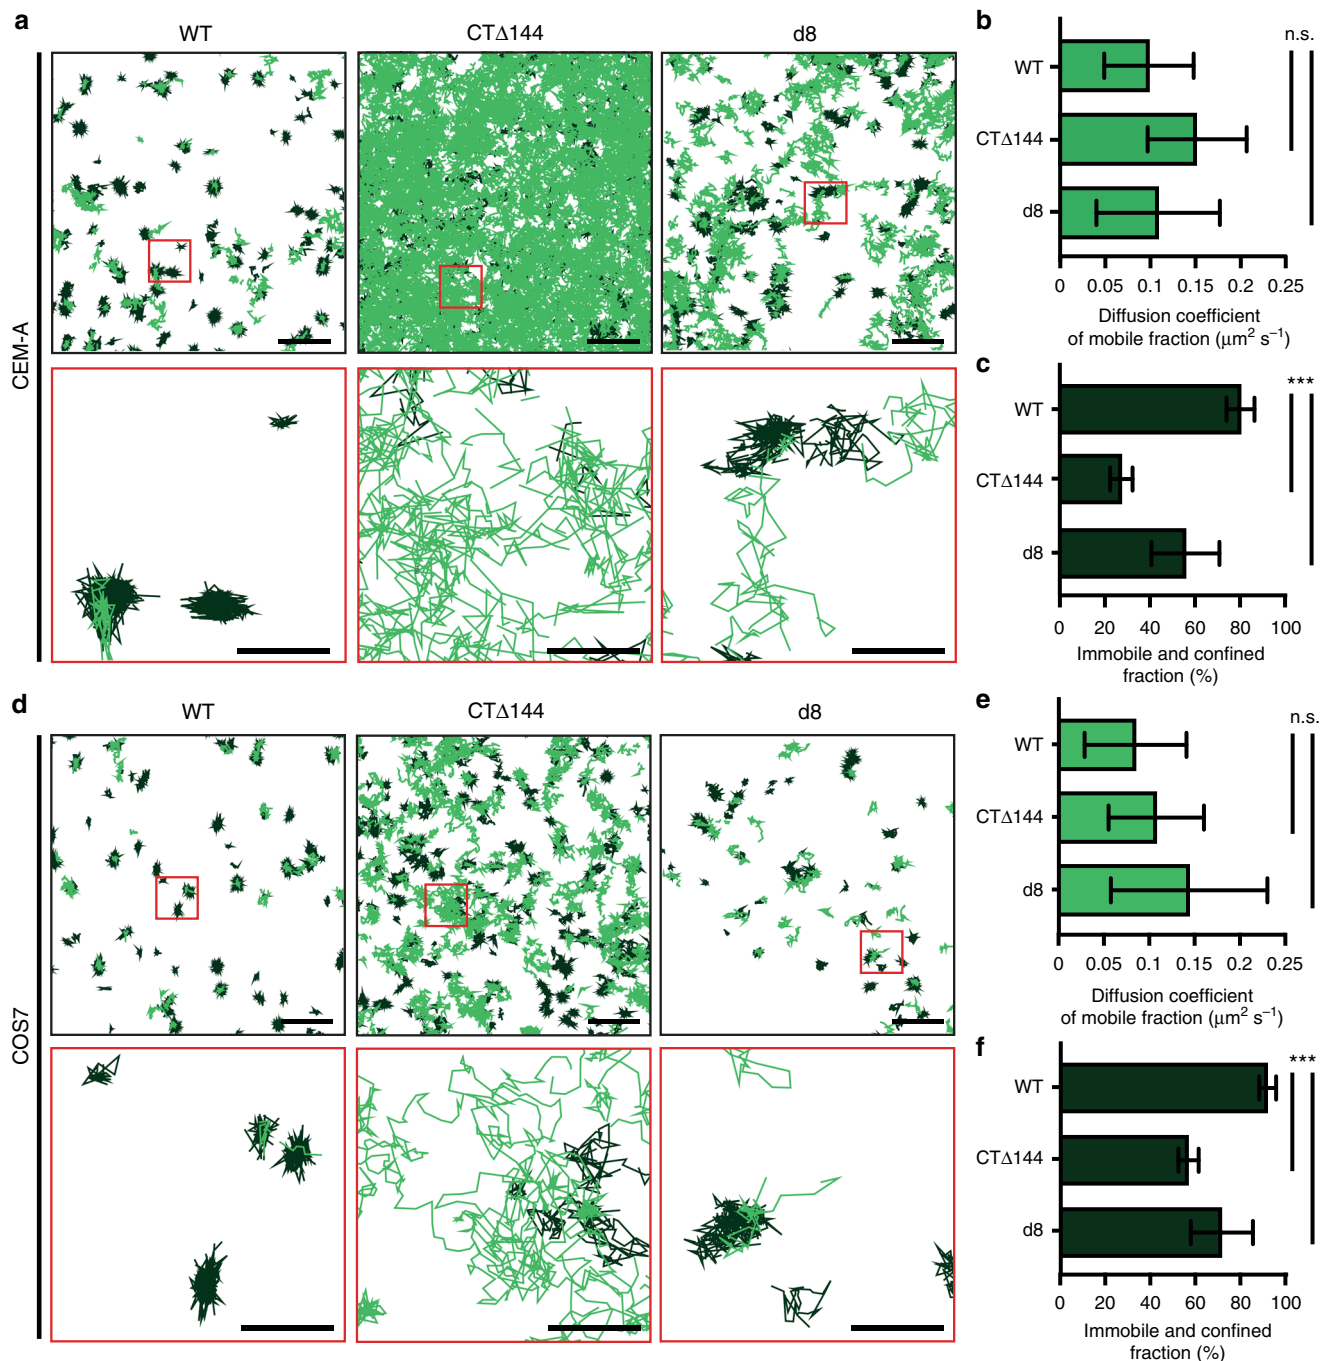 a
WT
CTΔ144
d8
CEM-A
b
n.s.
WT
CTΔ144
d8
0
0.05
0.1
0.15
0.2
0.25
Diffusion coefficient
of mobile fraction (μm² s⁻¹)
c
***
WT
CTΔ144
d8
0
20
40
60
80
100
Immobile and confined
fraction (%)
d
WT
CTΔ144
d8
COS7
e
n.s.
WT
CTΔ144
d8
0
0.05
0.1
0.15
0.2
0.25
Diffusion coefficient
of mobile fraction (μm² s⁻¹)
f
***
WT
CTΔ144
d8
0
20
40
60
80
100
Immobile and confined
fraction (%)